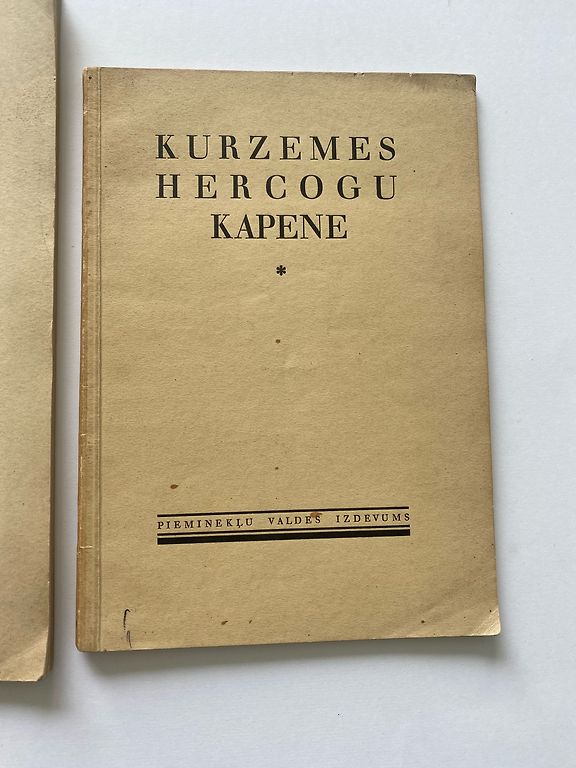 KURZEMES
HERCOGU
KAPENE
*
PIEMINEKĻU VALDES IZDEVUMS